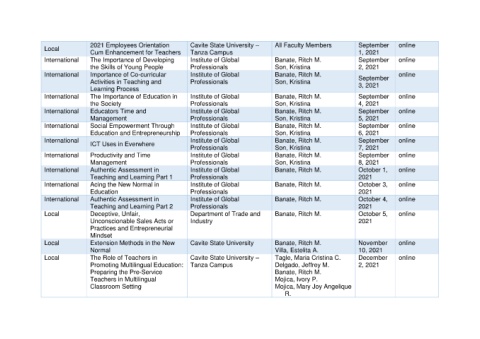 Local
2021 Employees Orientation
Cum Enhancement for Teachers
Cavite State University –
Tanza Campus
All Faculty Members
September
1, 2021
online
International
The Importance of Developing
the Skills of Young People
Institute of Global
Professionals
Banate, Ritch M.
Son, Kristina
September
2, 2021
online
International
Importance of Co-curricular
Activities in Teaching and
Learning Process
Institute of Global
Professionals
Banate, Ritch M.
Son, Kristina
September
3, 2021
online
International
The Importance of Education in
the Society
Institute of Global
Professionals
Banate, Ritch M.
Son, Kristina
September
4, 2021
online
International
Educators Time and
Management
Institute of Global
Professionals
Banate, Ritch M.
Son, Kristina
September
5, 2021
online
International
Social Empowerment Through
Education and Entrepreneurship
Institute of Global
Professionals
Banate, Ritch M.
Son, Kristina
September
6, 2021
online
International
ICT Uses in Everwhere
Institute of Global
Professionals
Banate, Ritch M.
Son, Kristina
September
7, 2021
online
International
Productivity and Time
Management
Institute of Global
Professionals
Banate, Ritch M.
Son, Kristina
September
8, 2021
online
International
Authentic Assessment in
Teaching and Learning Part 1
Institute of Global
Professionals
Banate, Ritch M.
October 1,
2021
online
International
Acing the New Normal in
Education
Institute of Global
Professionals
Banate, Ritch M.
October 3,
2021
online
International
Authentic Assessment in
Teaching and Learning Part 2
Institute of Global
Professionals
Banate, Ritch M.
October 4,
2021
online
Local
Deceptive, Unfair,
Unconscionable Sales Acts or
Practices and Entrepreneurial
Mindset
Department of Trade and
Industry
Banate, Ritch M.
October 5,
2021
online
Local
Extension Methods in the New
Normal
Cavite State University
Banate, Ritch M.
Villa, Estelita A.
November
10, 2021
online
Local
The Role of Teachers in
Promoting Multilingual Education:
Preparing the Pre-Service
Teachers in Multilingual
Classroom Setting
Cavite State University –
Tanza Campus
Tagle, Maria Cristina C.
Delgado, Jeffrey M.
Banate, Ritch M.
Mojica, Ivory P.
Mojica, Mary Joy Angelique
R.
December
2, 2021
online